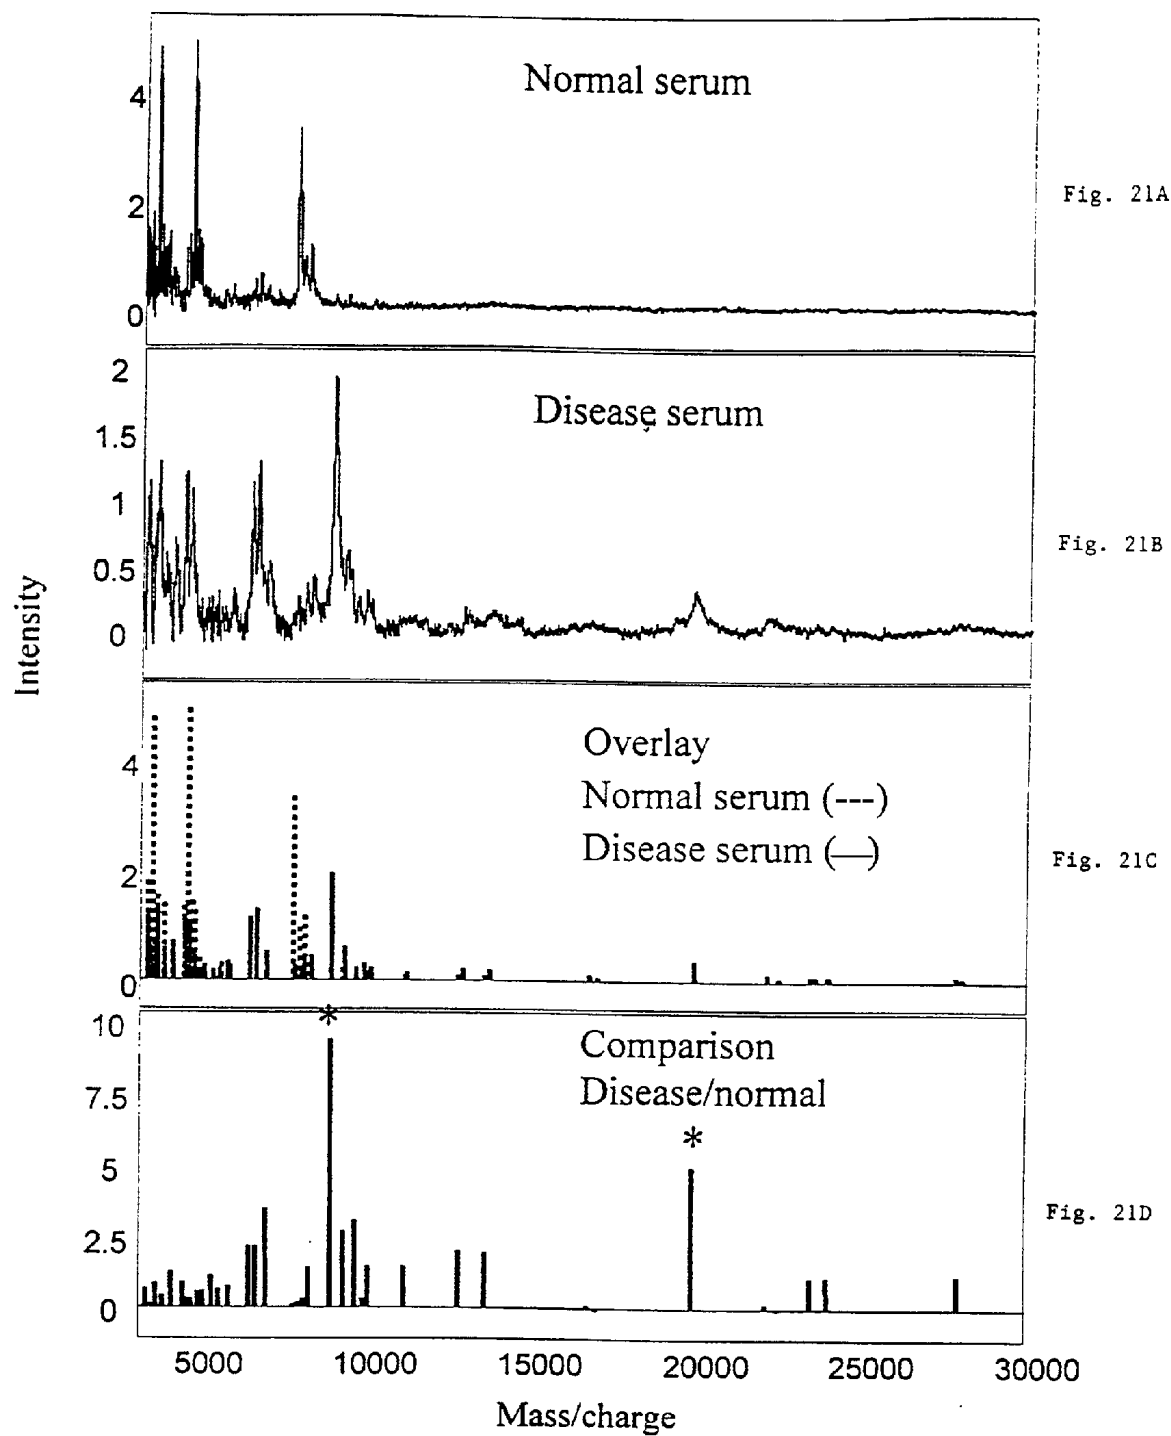 Normal serum
4
2
0
Fig. 21A
Disease serum
2
1.5
1
0.5
0
Fig. 21B
Intensity
Overlay
Normal serum (---)
Disease serum (—)
4
2
0
Fig. 21C
*
Comparison
Disease/normal
*
10
7.5
5
2.5
0
Fig. 21D
5000 10000 15000 20000 25000 30000
Mass/charge